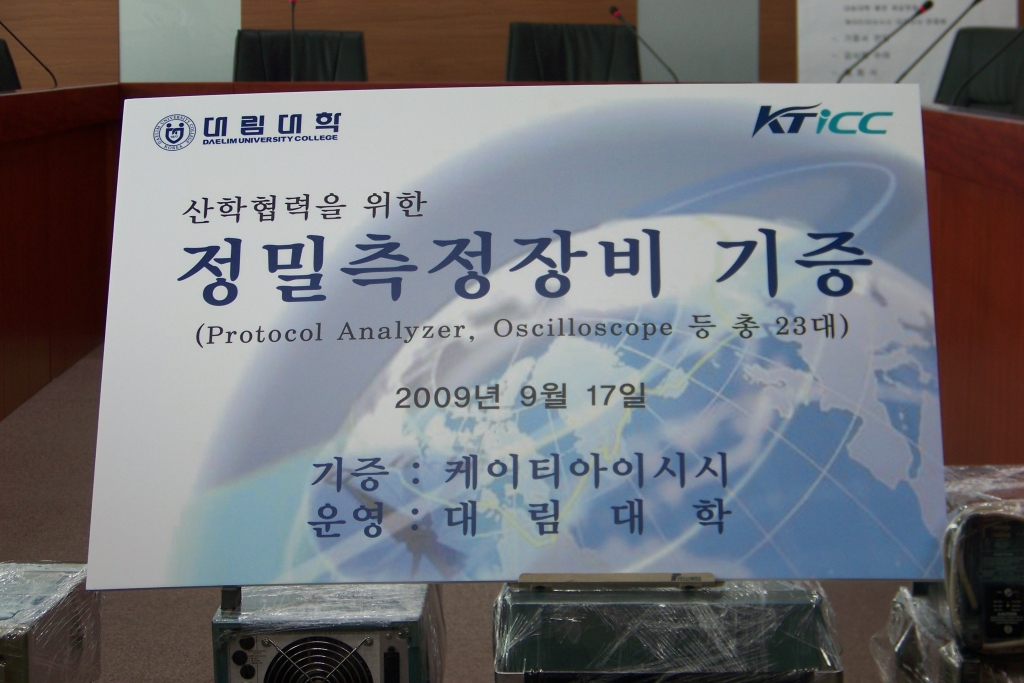 대림대학
DAELIM UNIVERSITY COLLEGE
KTiCC
산학협력을 위한
정밀측정장비 기증
(Protocol Analyzer, Oscilloscope 등 총 23대)
2009년 9월 17일
기증 : 케이티아이시시
운영 : 대 림 대 학